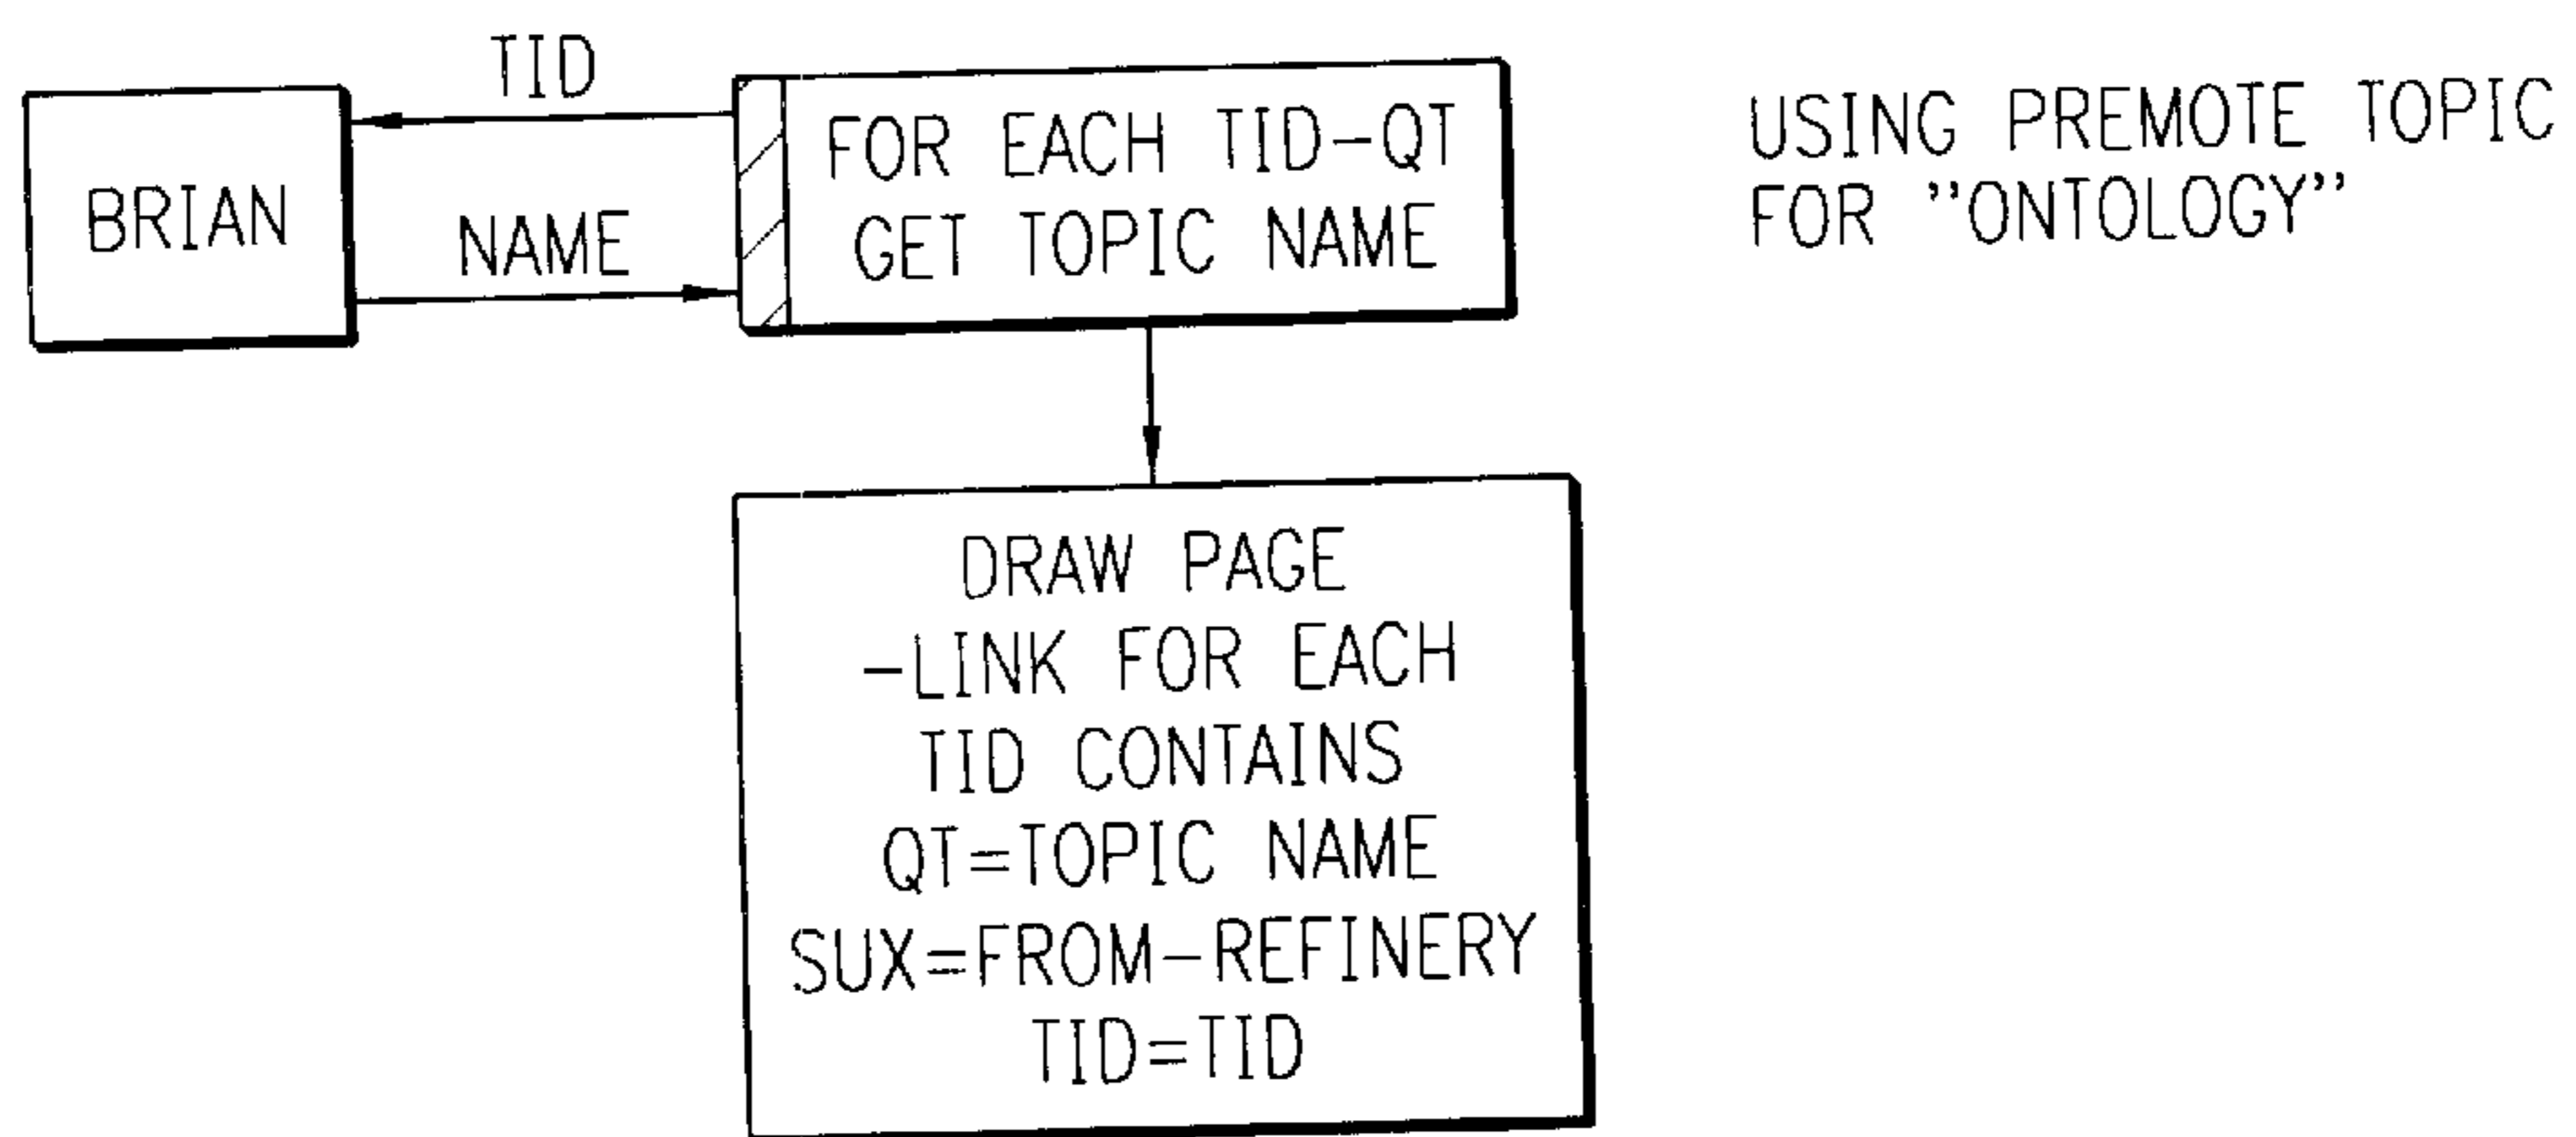 TID
BRIAN
NAME
FOR EACH TID-QT
GET TOPIC NAME
USING PREMOTE TOPIC
FOR "ONTOLOGY"
DRAW PAGE
-LINK FOR EACH
TID CONTAINS
QT=TOPIC NAME
SUX=FROM-REFINERY
TID=TID